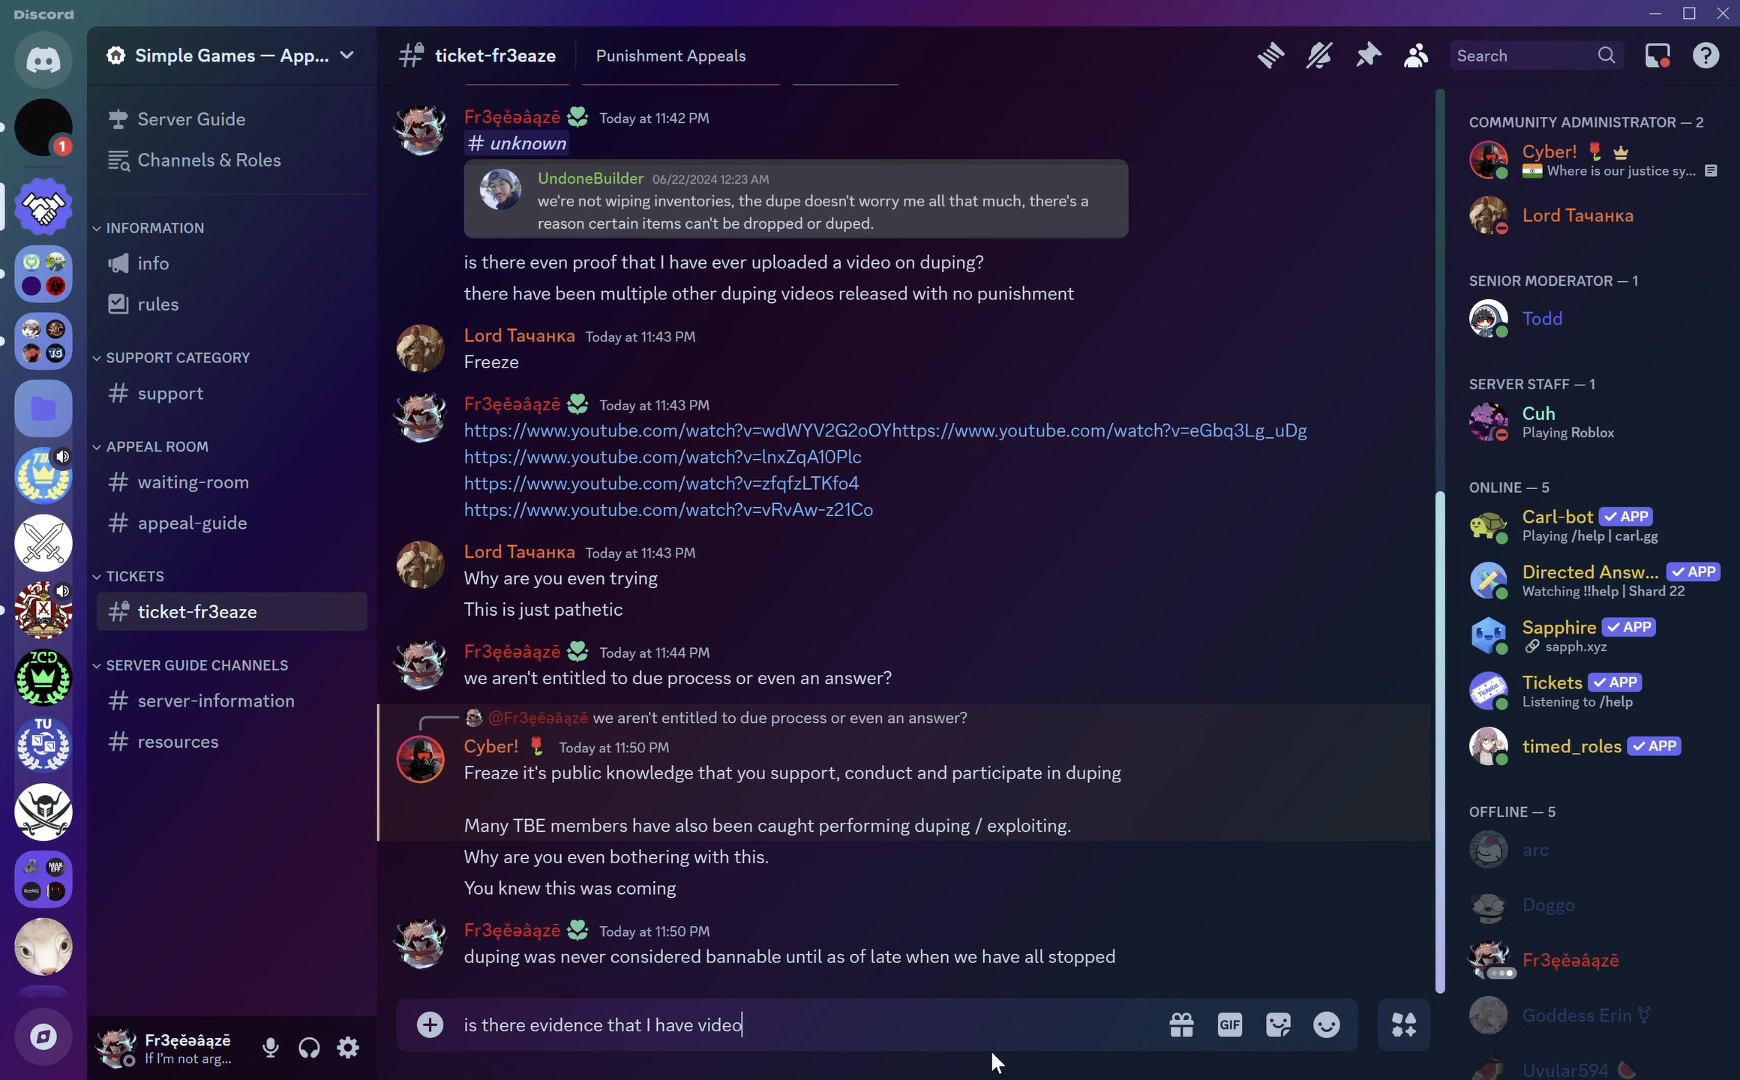 Discord
Simple Games — App...
ticket-fr3eaze
Punishment Appeals
Search
1
Server Guide
Channels & Roles
INFORMATION
info
rules
SUPPORT CATEGORY
support
APPEAL ROOM
waiting-room
appeal-guide
TICKETS
ticket-fr3eaze
SERVER GUIDE CHANNELS
server-information
resources
Fr3ęěəâązē
If I'm not arg...
Fr3ęěəâązē Today at 11:42 PM
# unknown
UndoneBuilder 06/22/2024 12:23 AM
we're not wiping inventories, the dupe doesn't worry me all that much, there's a
reason certain items can't be dropped or duped.
is there even proof that I have ever uploaded a video on duping?
there have been multiple other duping videos released with no punishment
Lord Тачанка Today at 11:43 PM
Freeze
Fr3ęěəâązē Today at 11:43 PM
https://www.youtube.com/watch?v=wdWYV2G2oOYhttps://www.youtube.com/watch?v=eGbq3Lg_uDg
https://www.youtube.com/watch?v=lnxZqA10Plc
https://www.youtube.com/watch?v=zfqfzLTKfo4
https://www.youtube.com/watch?v=vRvAw-z21Co
Lord Тачанка Today at 11:43 PM
Why are you even trying
This is just pathetic
Fr3ęěəâązē Today at 11:44 PM
we aren't entitled to due process or even an answer?
@Fr3ęěəâązē we aren't entitled to due process or even an answer?
Cyber! Today at 11:50 PM
Freaze it's public knowledge that you support, conduct and participate in duping
Many TBE members have also been caught performing duping / exploiting.
Why are you even bothering with this.
You knew this was coming
Fr3ęěəâązē Today at 11:50 PM
duping was never considered bannable until as of late when we have all stopped
is there evidence that I have video
GIF
COMMUNITY ADMINISTRATOR — 2
Cyber!
Where is our justice sy...
Lord Тачанка
SENIOR MODERATOR — 1
Todd
SERVER STAFF — 1
Cuh
Playing Roblox
ONLINE — 5
Carl-bot APP
Playing /help | carl.gg
Directed Answ... APP
Watching !!help | Shard 22
Sapphire APP
sapph.xyz
Tickets APP
Listening to /help
timed_roles APP
OFFLINE — 5
arc
Doggo
Fr3ęěəâązē
Goddess Erin
Uvular594
TU
ZCD